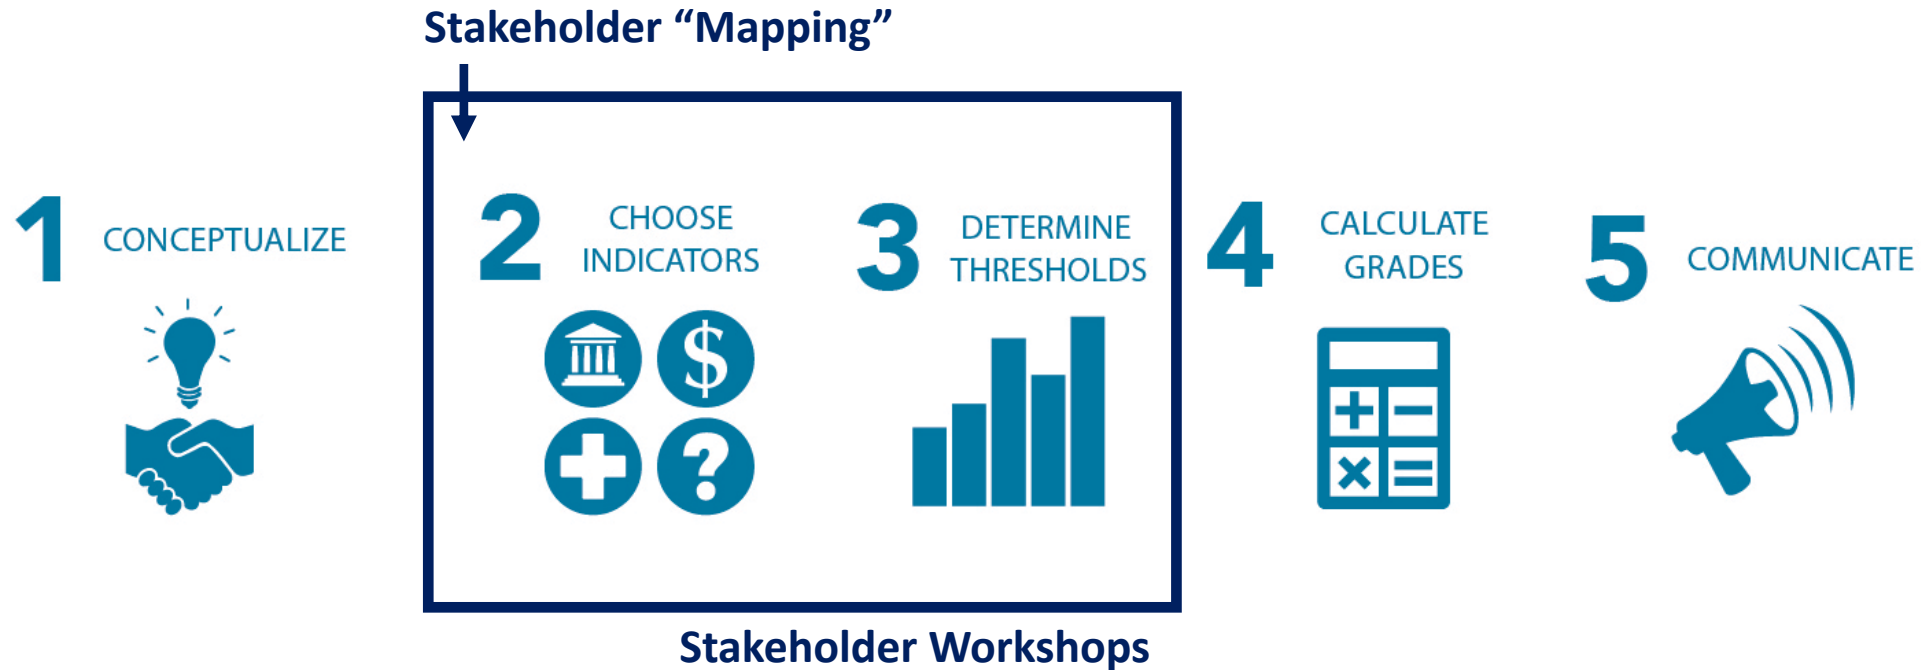 Stakeholder “Mapping”
1 CONCEPTUALIZE
2 CHOOSE
INDICATORS
3 DETERMINE
THRESHOLDS
4 CALCULATE
GRADES
5 COMMUNICATE
$
?
+ −
× =
Stakeholder Workshops